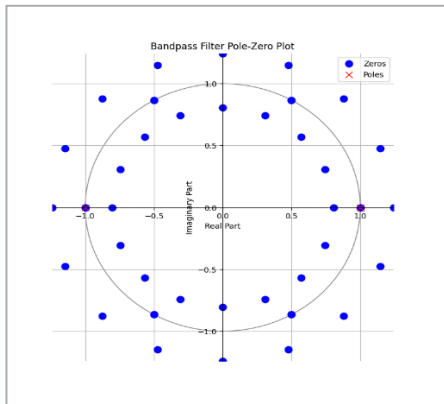 Bandpass Filter Pole-Zero Plot
Zeros
Poles
1.0
0.5
−1.0 −0.5 0.0 0.0 0.5 1.0
Real Part
Imaginary Part
−0.5
−1.0